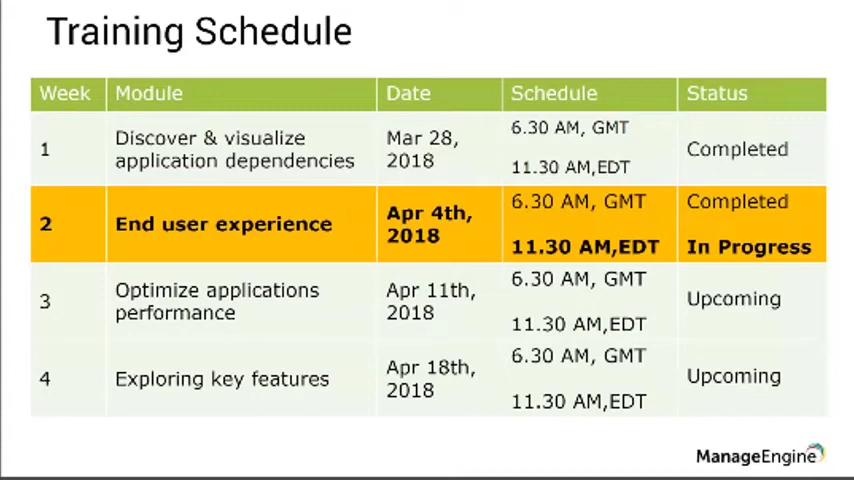 Training Schedule
Week Module Date Schedule Status
1 Discover & visualize application dependencies Mar 28, 2018 6.30 AM, GMT 11.30 AM,EDT Completed
2 End user experience Apr 4th, 2018 6.30 AM, GMT Completed 11.30 AM,EDT In Progress
3 Optimize applications performance Apr 11th, 2018 6.30 AM, GMT 11.30 AM,EDT Upcoming
4 Exploring key features Apr 18th, 2018 6.30 AM, GMT 11.30 AM,EDT Upcoming
ManageEngine